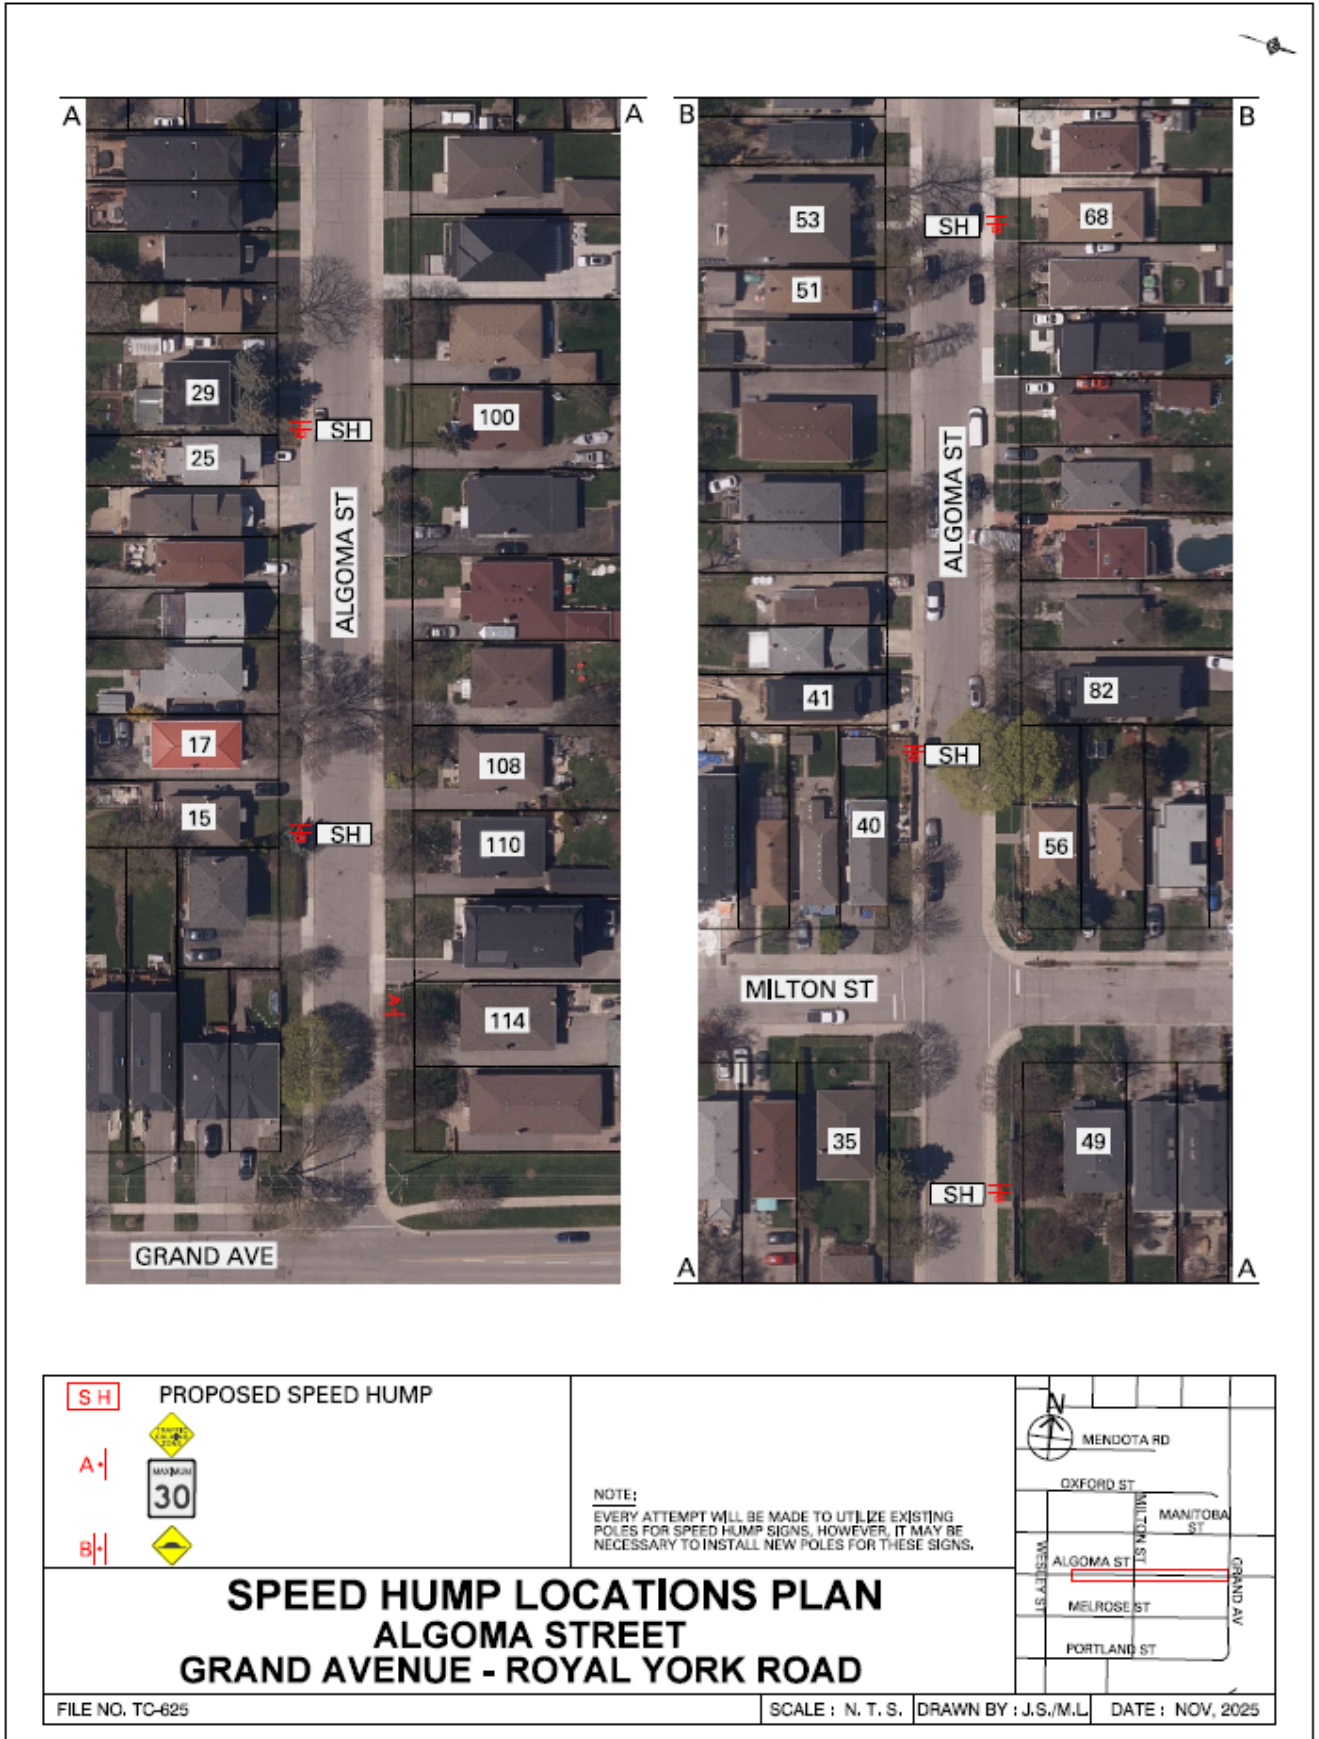 A
A
B
B
53
SH
68
51
29
100
SH
25
ALGOMA ST
ALGOMA ST
82
41
17
SH
108
15
SH
40
110
56
MILTON ST
A
114
35
49
SH
GRAND AVE
A
A
SH
PROPOSED SPEED HUMP
TRAFFIC
CALMING
ZONE
A
MAXIMUM
30
B
NOTE:
EVERY ATTEMPT WILL BE MADE TO UTILIZE EXISTING
POLES FOR SPEED HUMP SIGNS, HOWEVER, IT MAY BE
NECESSARY TO INSTALL NEW POLES FOR THESE SIGNS.
N
MENDOTA RD
OXFORD ST
MILTON ST
MANITOBA
ST
WESLEY ST
ALGOMA ST
GRAND AV
MELROSE ST
PORTLAND ST
SPEED HUMP LOCATIONS PLAN
ALGOMA STREET
GRAND AVENUE - ROYAL YORK ROAD
FILE NO. TC-625
SCALE : N. T. S.
DRAWN BY : J.S./M.L.
DATE : NOV, 2025